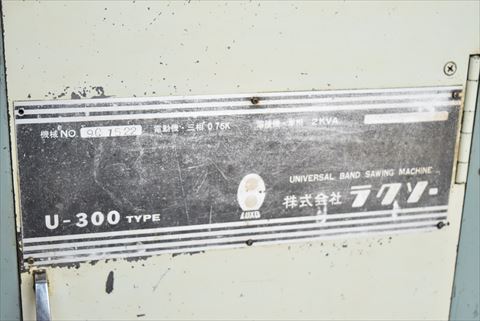 機械NO. 9G 1522 電動機・三相 0.75K 溶接機・単相 2KVA
UNIVERSAL BAND SAWING MACHINE
LUXO 株式会社 ラクソー
U-300 TYPE